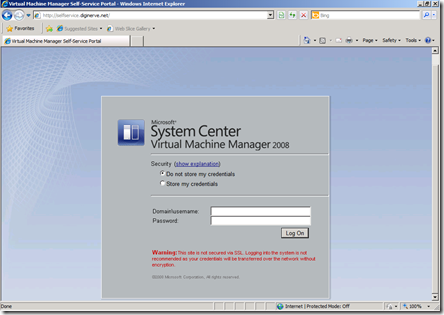 Virtual Machine Manager Self-Service Portal - Windows Internet Explorer
http://selfservice.diginerve.net/
Bing
Favorites
Suggested Sites
Web Slice Gallery
Virtual Machine Manager Self-Service Portal
Page
Safety
Tools
Microsoft
System Center
Virtual Machine Manager 2008
Security (show explanation)
Do not store my credentials
Store my credentials
Domain\username:
Password:
Log On
Warning: This site is not secured via SSL. Logging into the system is not
recommended as your credentials will be transferred over the network without
encryption.
©2008 Microsoft Corporation. All rights reserved.
Done
Internet | Protected Mode: Off
100%